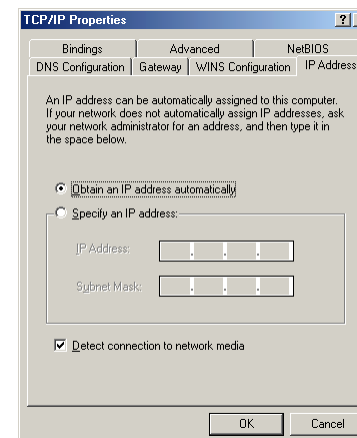 TCP/IP Properties
?
Bindings Advanced NetBIOS
DNS Configuration Gateway WINS Configuration IP Address
An IP address can be automatically assigned to this computer.
If your network does not automatically assign IP addresses, ask
your network administrator for an address, and then type it in
the space below.
Obtain an IP address automatically
Specify an IP address:
IP Address:
Subnet Mask:
Detect connection to network media
OK Cancel